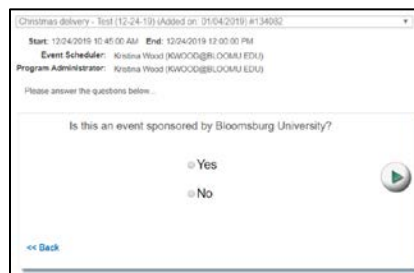 Christmas delivery - Test (12-24-19) (Added on: 01/04/2019) #134082
Start: 12/24/2019 10:45:00 AM End: 12/24/2019 12:00:00 PM
Event Scheduler: Kristina Wood (KWOOD@BLOOMU.EDU)
Program Administrator: Kristina Wood (KWOOD@BLOOMU.EDU)
Please answer the questions below...
Is this an event sponsored by Bloomsburg University?
Yes
No
<< Back